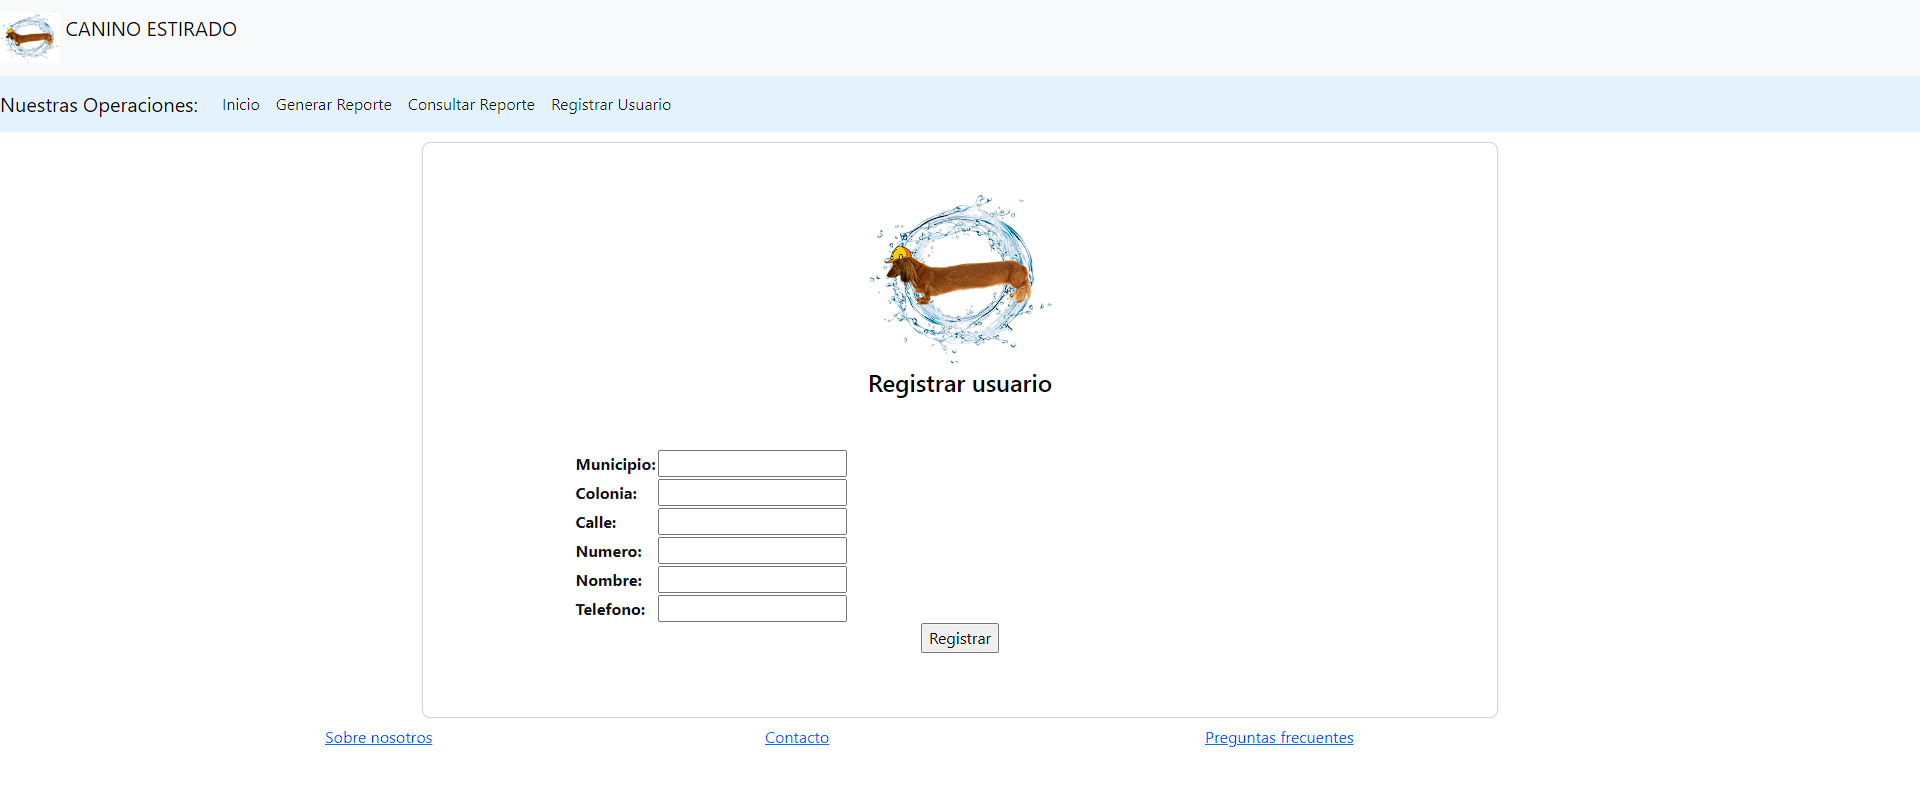 CANINO ESTIRADO
Nuestras Operaciones: Inicio Generar Reporte Consultar Reporte Registrar Usuario
Registrar usuario
Municipio:
Colonia:
Calle:
Numero:
Nombre:
Telefono:
Registrar
Sobre nosotros Contacto Preguntas frecuentes